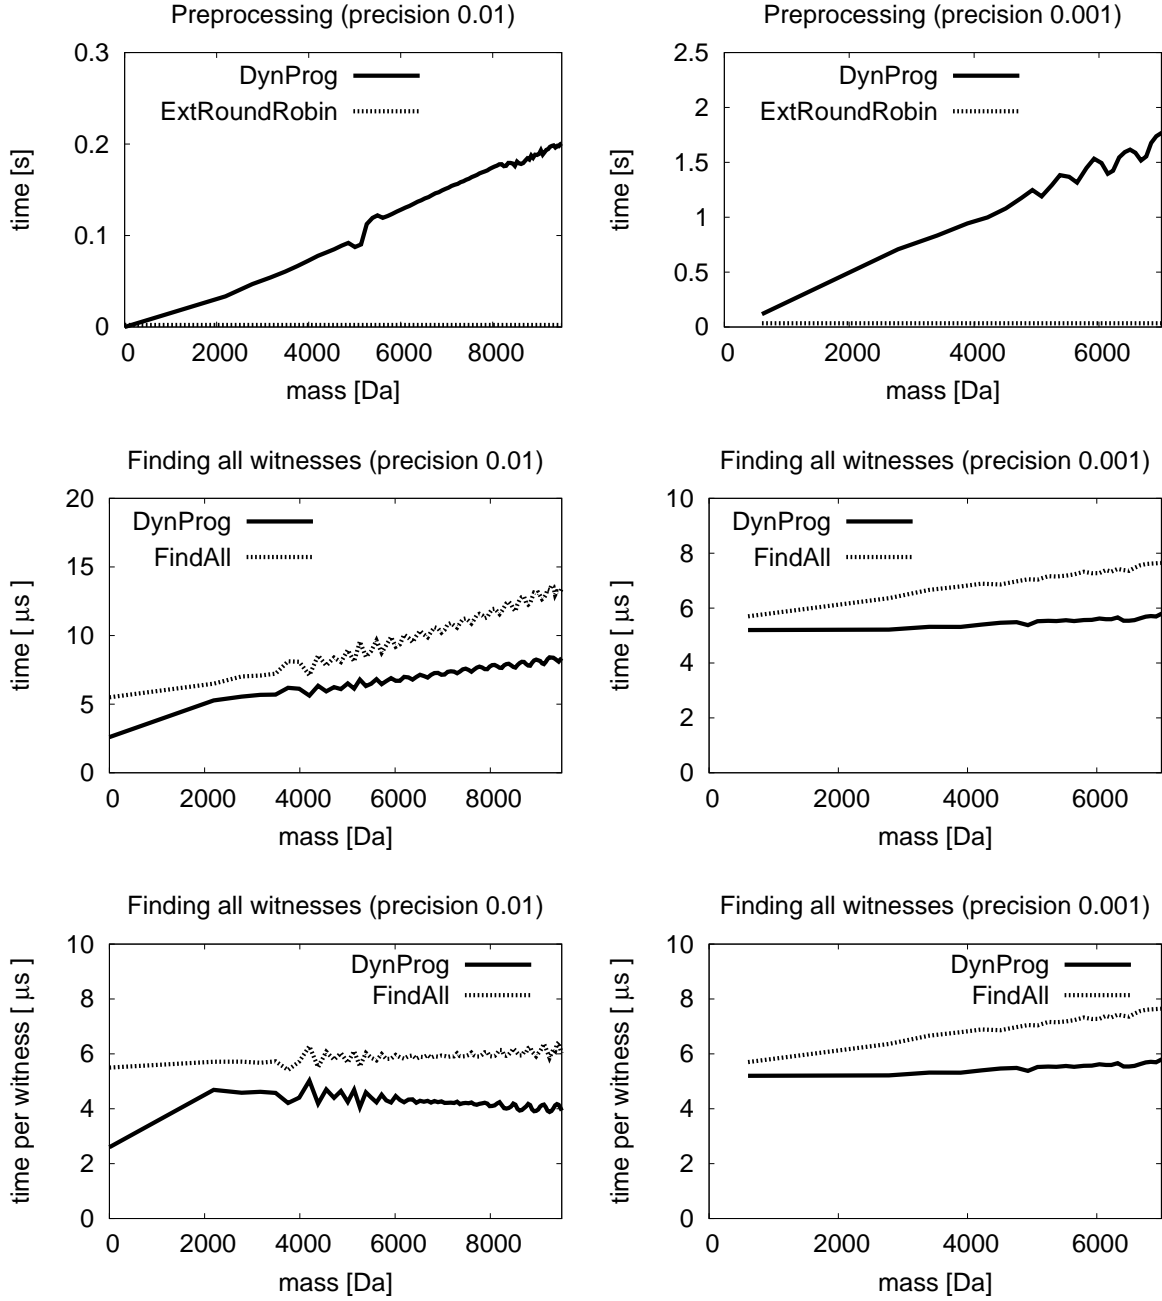 Preprocessing (precision 0.01)
time [s]
0.3
0.2
0.1
0
DynProg
ExtRoundRobin
0 2000 4000 6000 8000
mass [Da]
Preprocessing (precision 0.001)
time [s]
2.5
2
1.5
1
0.5
0
DynProg
ExtRoundRobin
0 2000 4000 6000
mass [Da]
Finding all witnesses (precision 0.01)
time [ µs ]
20
15
10
5
0
DynProg
FindAll
0 2000 4000 6000 8000
mass [Da]
Finding all witnesses (precision 0.001)
time [ µs ]
10
8
6
4
2
0
DynProg
FindAll
0 2000 4000 6000
mass [Da]
Finding all witnesses (precision 0.01)
time per witness [ µs ]
10
8
6
4
2
0
DynProg
FindAll
0 2000 4000 6000 8000
mass [Da]
Finding all witnesses (precision 0.001)
time per witness [ µs ]
10
8
6
4
2
0
DynProg
FindAll
0 2000 4000 6000
mass [Da]